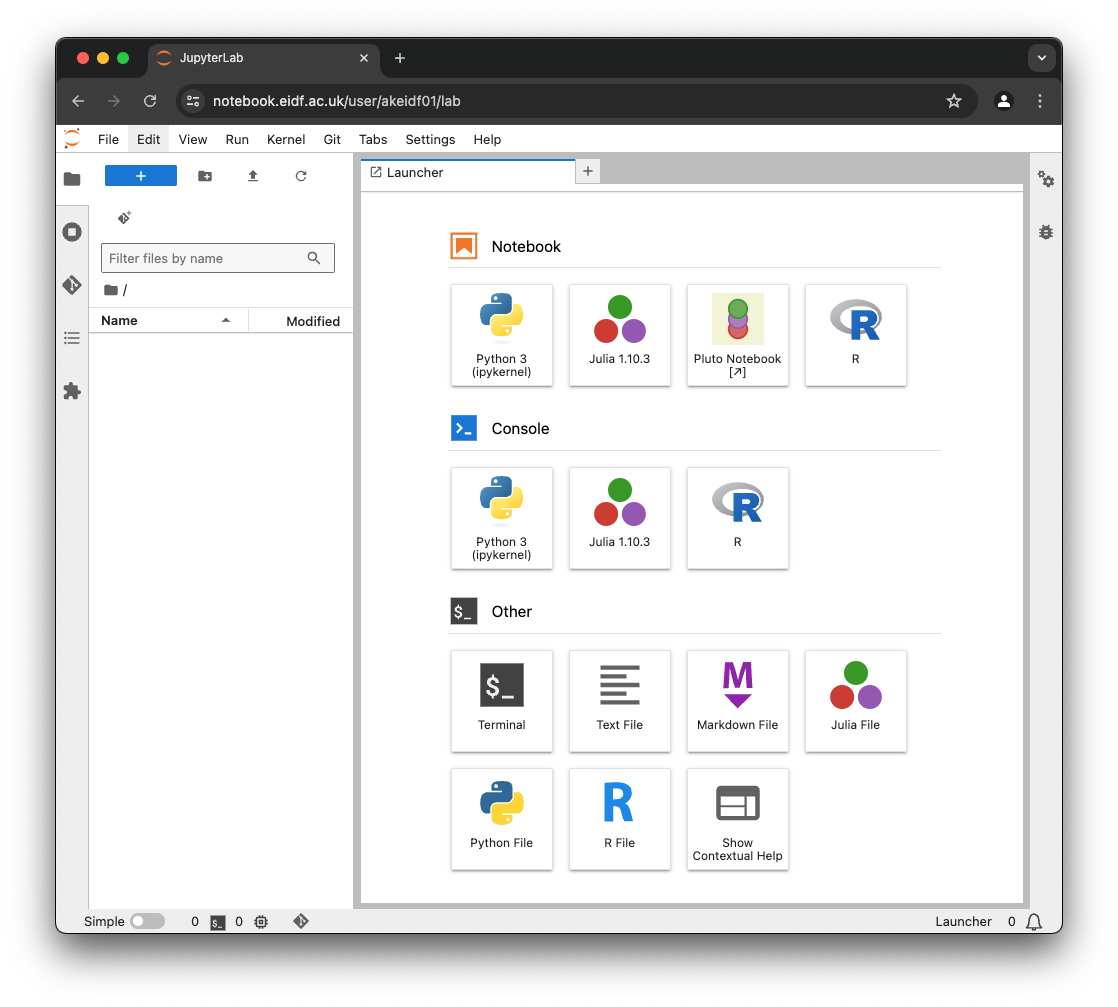 JupyterLab
notebook.eidf.ac.uk/user/akeidf01/lab
File Edit View Run Kernel Git Tabs Settings Help
Launcher
Filter files by name
/
Name Modified
Notebook
Python 3
(ipykernel)
Julia 1.10.3
Pluto Notebook
[↗]
R
Console
Python 3
(ipykernel)
Julia 1.10.3
R
$_ Other
$_
Terminal
Text File
M
Markdown File
Julia File
Python File
R
R File
Show
Contextual Help
Simple 0 $_ 0 Launcher 0